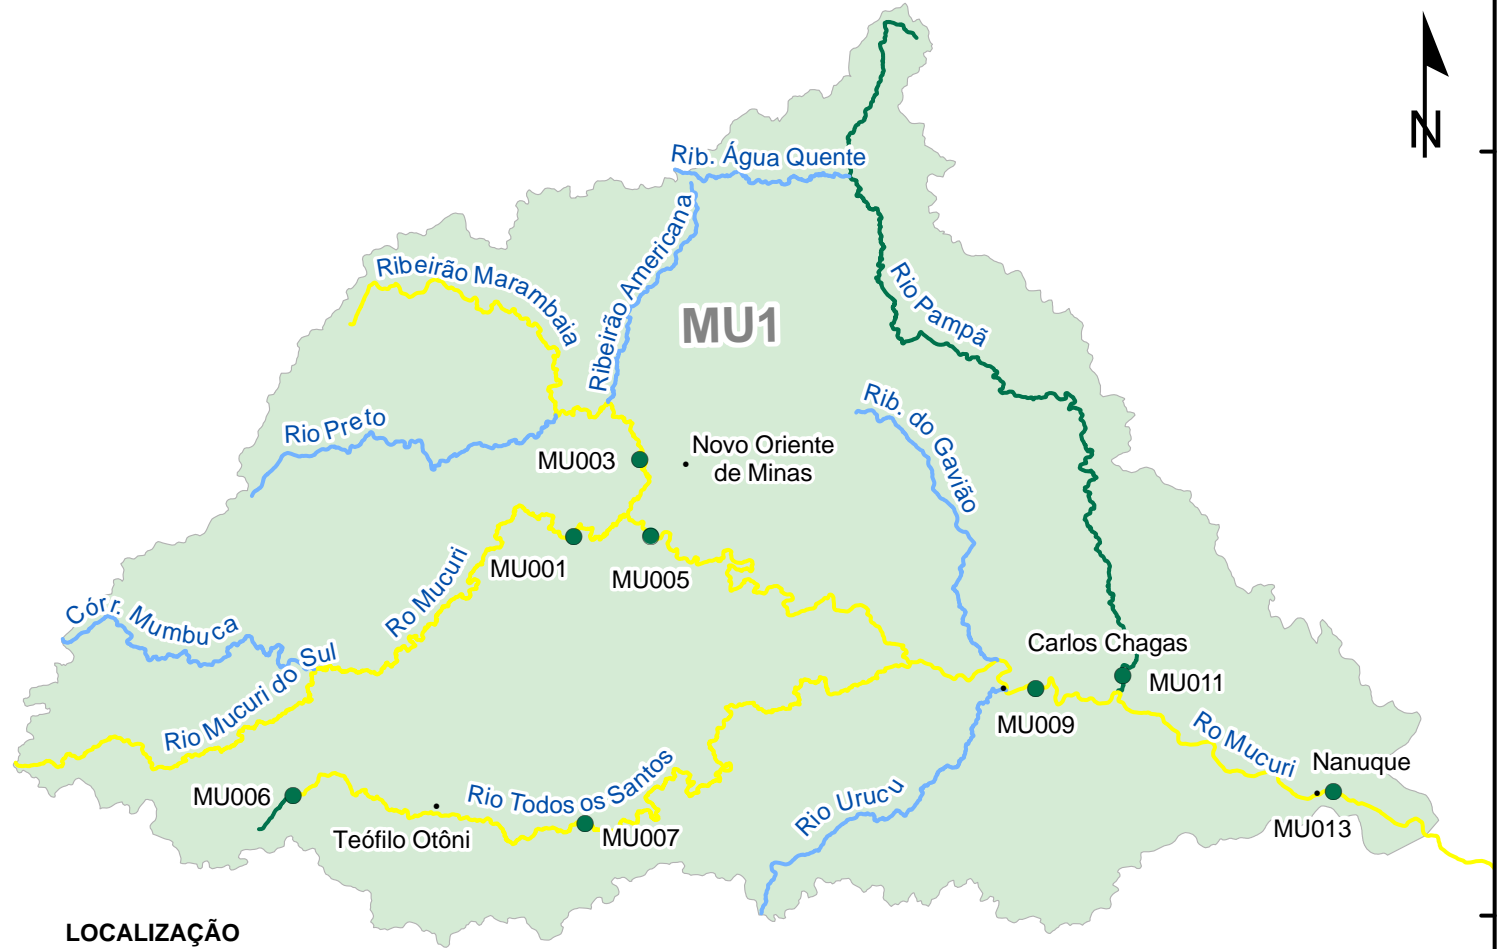 N
Rib. Água Quente
Ribeirão Marambaia
Ribeirão Americana
MU1
Rio Pampã
Rio Preto
Rib. do Gavião
MU003
Novo Oriente
de Minas
MU001
MU005
Ro Mucuri
Córr. Mumbuca
Rio Mucuri do Sul
Carlos Chagas
MU011
MU009
Ro Mucuri
Nanuque
MU006
Rio Todos os Santos
Rio Urucu
MU013
Teófilo Otôni
MU007
LOCALIZAÇÃO